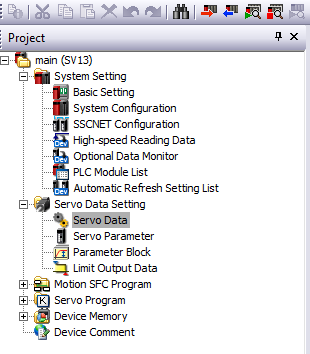 Project
main (SV13)
System Setting
Basic Setting
System Configuration
SSCNET Configuration
High-speed Reading Data
Optional Data Monitor
PLC Module List
Automatic Refresh Setting List
Servo Data Setting
Servo Data
Servo Parameter
Parameter Block
Limit Output Data
Motion SFC Program
Servo Program
Device Memory
Device Comment